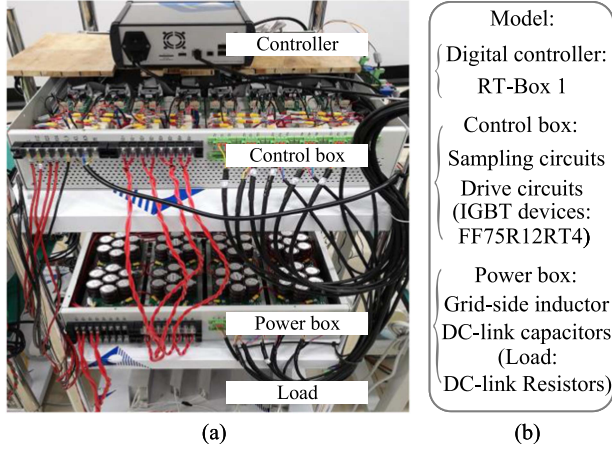 Controller
Control box
Power box
Load
(a)
Model:
Digital controller:
RT-Box 1
Control box:
Sampling circuits
Drive circuits
(IGBT devices:
FF75R12RT4)
Power box:
Grid-side inductor
DC-link capacitors
(Load:
DC-link Resistors)
(b)